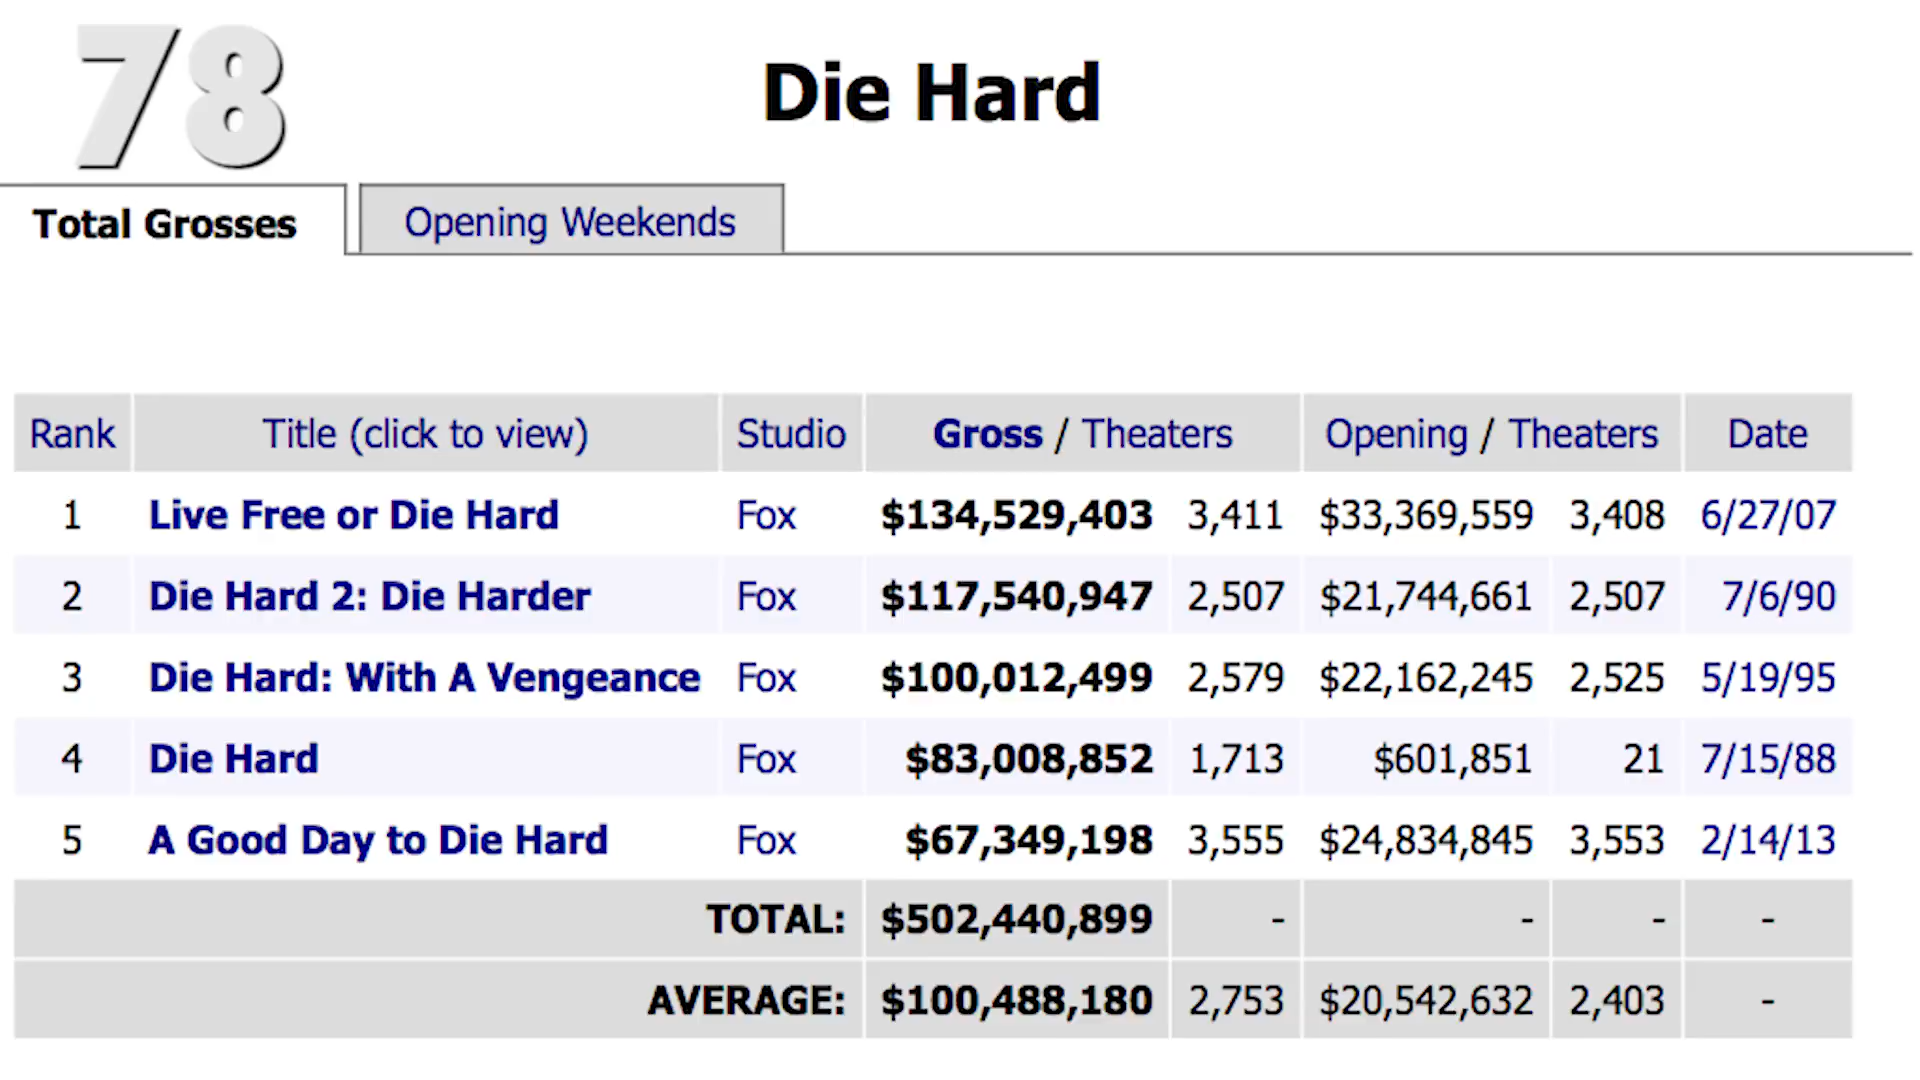 78
Die Hard
Total Grosses Opening Weekends
Rank Title (click to view) Studio Gross / Theaters Opening / Theaters Date
1 Live Free or Die Hard Fox $134,529,403 3,411 $33,369,559 3,408 6/27/07
2 Die Hard 2: Die Harder Fox $117,540,947 2,507 $21,744,661 2,507 7/6/90
3 Die Hard: With A Vengeance Fox $100,012,499 2,579 $22,162,245 2,525 5/19/95
4 Die Hard Fox $83,008,852 1,713 $601,851 21 7/15/88
5 A Good Day to Die Hard Fox $67,349,198 3,555 $24,834,845 3,553 2/14/13
TOTAL: $502,440,899 - - - -
AVERAGE: $100,488,180 2,753 $20,542,632 2,403 -